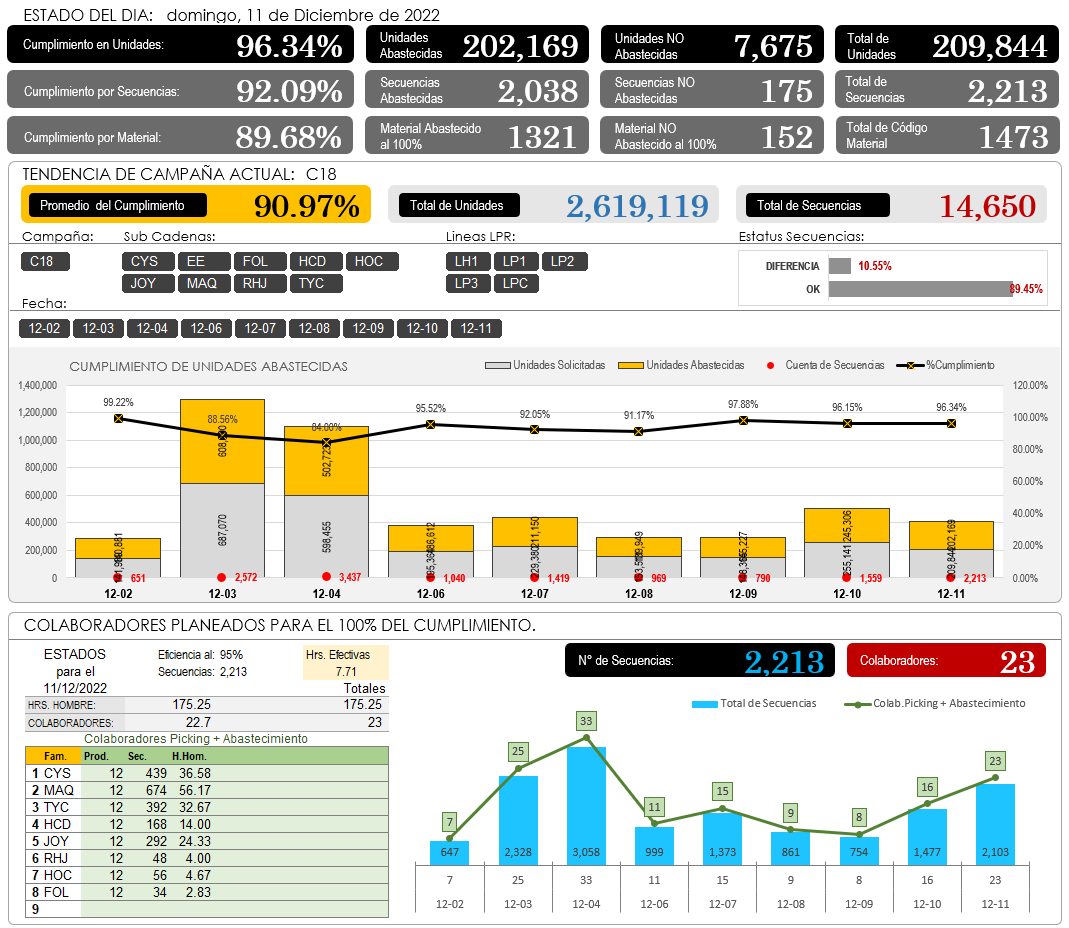 ESTADO DEL DIA: domingo, 11 de Diciembre de 2022
Cumplimiento en Unidades: 96.34%
Unidades Abastecidas 202,169
Unidades NO Abastecidas 7,675
Total de Unidades 209,844
Cumplimiento por Secuencias: 92.09%
Secuencias Abastecidas 2,038
Secuencias NO Abastecidas 175
Total de Secuencias 2,213
Cumplimiento por Material: 89.68%
Material Abastecido al 100% 1321
Material NO Abastecido al 100% 152
Total de Código Material 1473
TENDENCIA DE CAMPAÑA ACTUAL: C18
Promedio del Cumplimiento 90.97%
Total de Unidades 2,619,119
Total de Secuencias 14,650
Campaña: Sub Cadenas: Lineas LPR: Estatus Secuencias:
C18 CYS EE FOL HCD HOC LH1 LP1 LP2
JOY MAQ RHJ TYC LP3 LPC
DIFERENCIA 10.55%
OK 89.45%
Fecha:
12-02 12-03 12-04 12-06 12-07 12-08 12-09 12-10 12-11
CUMPLIMIENTO DE UNIDADES ABASTECIDAS
Unidades Solicitadas Unidades Abastecidas Cuenta de Secuencias %Cumplimiento
1,400,000
1,200,000
1,000,000
800,000
600,000
400,000
200,000
0
120.00%
100.00%
80.00%
60.00%
40.00%
20.00%
0.00%
99.22% 88.56% 84.00% 95.52% 92.05% 91.17% 97.88% 96.15% 96.34%
502,723 186,612 211,150 245,306 202,169
687,070 598,455 229,380 255,141 209,844
651 2,572 3,437 1,040 1,419 969 790 1,559 2,213
12-02 12-03 12-04 12-06 12-07 12-08 12-09 12-10 12-11
COLABORADORES PLANEADOS PARA EL 100% DEL CUMPLIMIENTO.
ESTADOS Eficiencia al: 95% Hrs. Efectivas
para el Secuencias: 2,213 7.71
11/12/2022 Totales
HRS. HOMBRE: 175.25 175.25
COLABORADORES: 22.7 23
Colaboradores Picking + Abastecimiento
Fam. Prod. Sec. H.Hom.
1 CYS 12 439 36.58
2 MAQ 12 674 56.17
3 TYC 12 392 32.67
4 HCD 12 168 14.00
5 JOY 12 292 24.33
6 RHJ 12 48 4.00
7 HOC 12 56 4.67
8 FOL 12 34 2.83
9
N° de Secuencias: 2,213
Colaboradores: 23
Total de Secuencias Colab.Picking + Abastecimiento
7 25 33 11 15 9 8 16 23
647 2,328 3,058 999 1,373 861 754 1,477 2,103
7 25 33 11 15 9 8 16 23
12-02 12-03 12-04 12-06 12-07 12-08 12-09 12-10 12-11